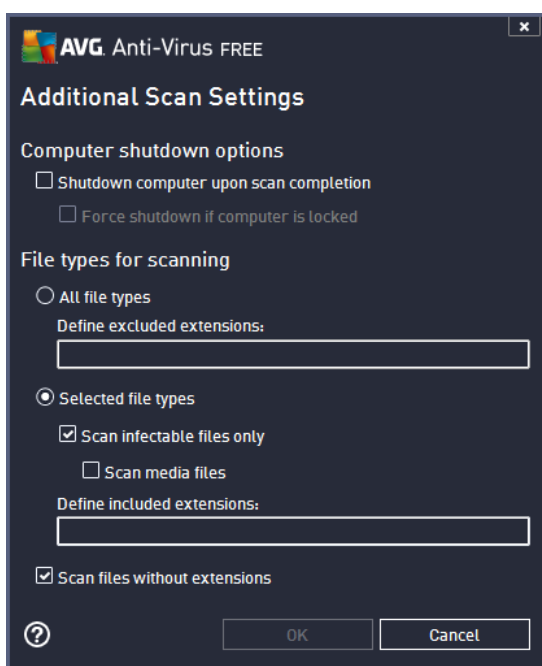 AVG. Anti-Virus FREE
Additional Scan Settings
Computer shutdown options
Shutdown computer upon scan completion
Force shutdown if computer is locked
File types for scanning
All file types
Define excluded extensions:
Selected file types
Scan infectable files only
Scan media files
Define included extensions:
Scan files without extensions
? OK Cancel